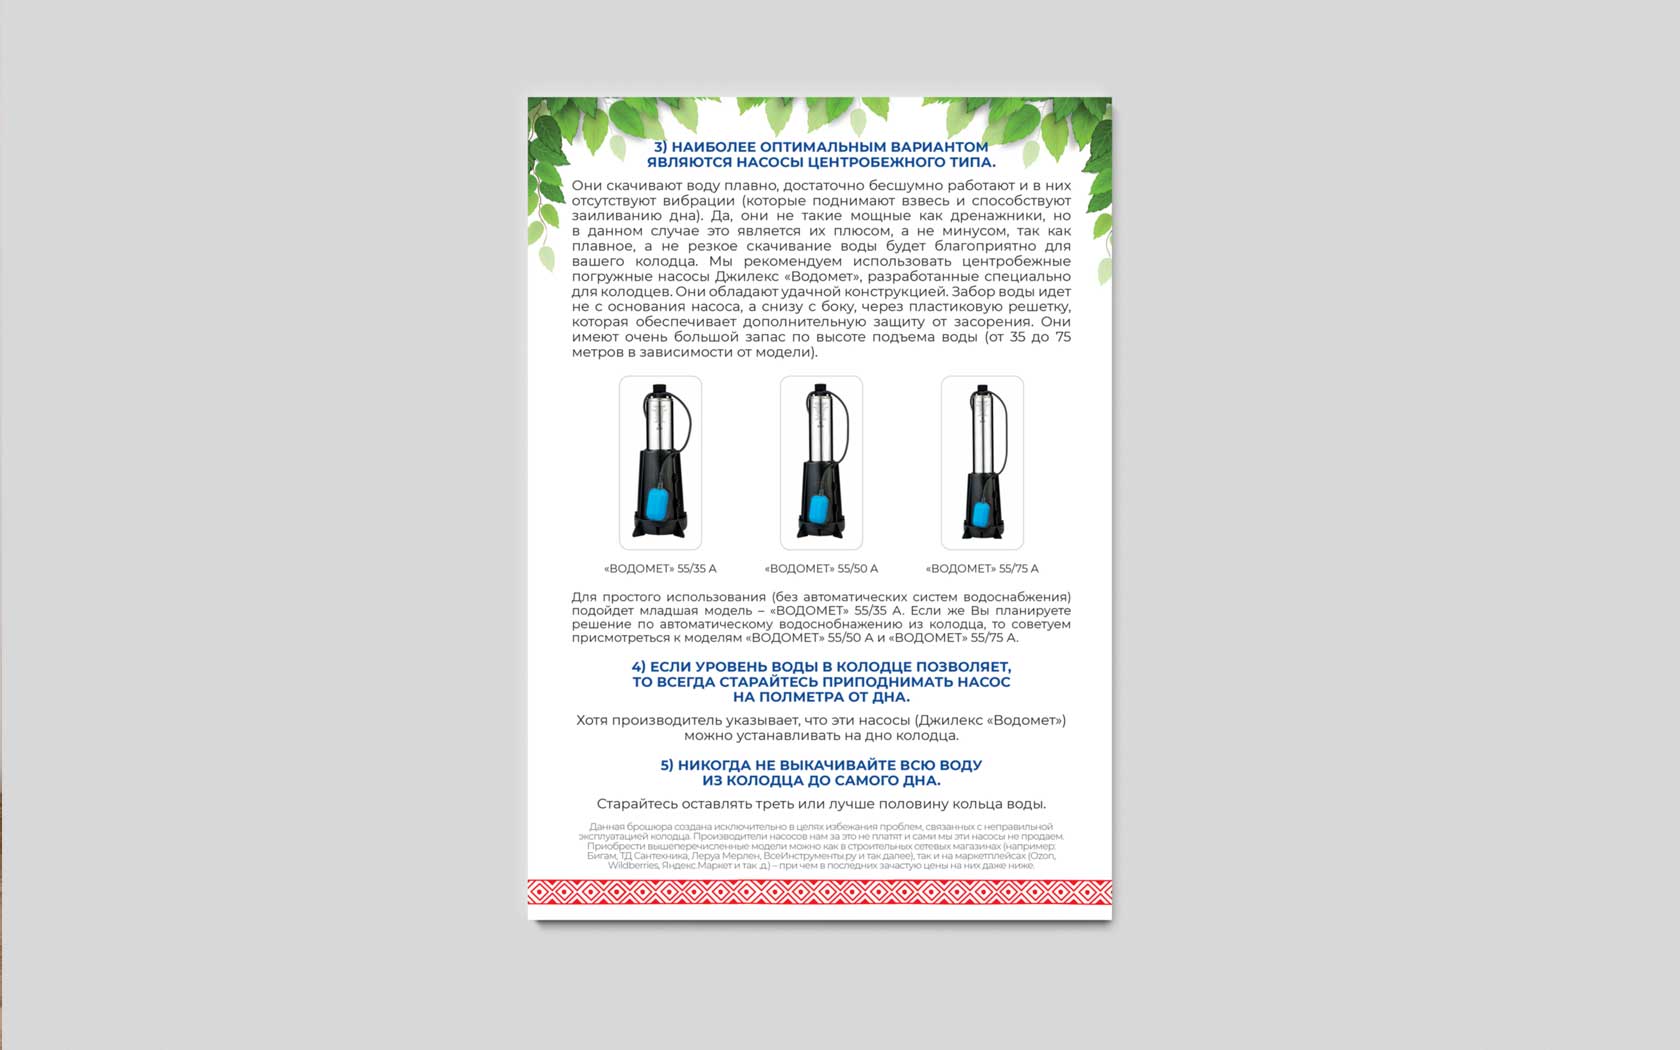 3) НАИБОЛЕЕ ОПТИМАЛЬНЫМ ВАРИАНТОМ
ЯВЛЯЮТСЯ НАСОСЫ ЦЕНТРОБЕЖНОГО ТИПА.
Они скачивают воду плавно, достаточно бесшумно работают и в них
отсутствуют вибрации (которые поднимают взвесь и способствуют
заиливанию дна). Да, они не такие мощные как дренажники, но
в данном случае это является их плюсом, а не минусом, так как
плавное, а не резкое скачивание воды будет благоприятно для
вашего колодца. Мы рекомендуем использовать центробежные
погружные насосы Джилекс «Водомет», разработанные специально
для колодцев. Они обладают удачной конструкцией. Забор воды идет
не с основания насоса, а снизу с боку, через пластиковую решетку,
которая обеспечивает дополнительную защиту от засорения. Они
имеют очень большой запас по высоте подъема воды (от 35 до 75
метров в зависимости от модели).
«ВОДОМЕТ» 55/35 А «ВОДОМЕТ» 55/50 А «ВОДОМЕТ» 55/75 А
Для простого использования (без автоматических систем водоснабжения)
подойдет младшая модель – «ВОДОМЕТ» 55/35 А. Если же Вы планируете
решение по автоматическому водоснобнажению из колодца, то советуем
присмотреться к моделям «ВОДОМЕТ» 55/50 А и «ВОДОМЕТ» 55/75 А.
4) ЕСЛИ УРОВЕНЬ ВОДЫ В КОЛОДЦЕ ПОЗВОЛЯЕТ,
ТО ВСЕГДА СТАРАЙТЕСЬ ПРИПОДНИМАТЬ НАСОС
НА ПОЛМЕТРА ОТ ДНА.
Хотя производитель указывает, что эти насосы (Джилекс «Водомет»)
можно устанавливать на дно колодца.
5) НИКОГДА НЕ ВЫКАЧИВАЙТЕ ВСЮ ВОДУ
ИЗ КОЛОДЦА ДО САМОГО ДНА.
Старайтесь оставлять треть или лучше половину кольца воды.
Данная брошюра создана исключительно в целях избежания проблем, связанных с неправильной
эксплуатацией колодца. Производители насосов нам за это не платят и сами мы эти насосы не продаем.
Приобрести вышеперечисленные модели можно как в строительных сетевых магазинах (например:
Бигам, ТД Сантехника, Леруа Мерлен, ВсеИнструменты.ру и так далее), так и на маркетплейсах (Ozon,
Wildberries, Яндекс.Маркет и так д.) – при чем в последних зачастую цены на них даже ниже.